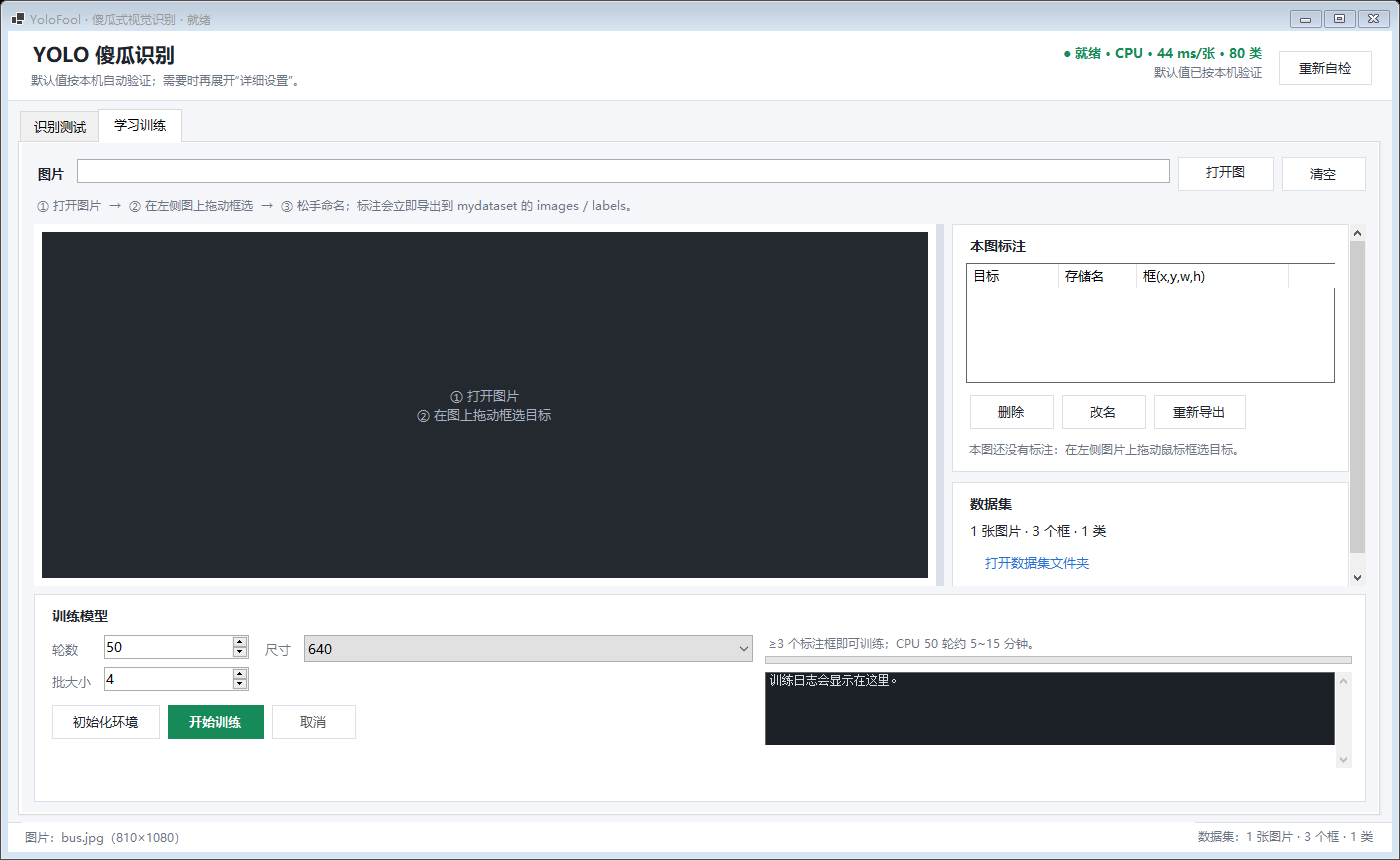 YoloFool · 傻瓜式视觉识别 · 就绪
YOLO 傻瓜识别
默认值按本机自动验证；需要时再展开“详细设置”。
● 就绪 • CPU • 44 ms/张 • 80 类
默认值已按本机验证
重新自检
识别测试
学习训练
图片
打开图
清空
① 打开图片 → ② 在左侧图上拖动框选 → ③ 松手命名；标注会立即导出到 mydataset 的 images / labels。
① 打开图片
② 在图上拖动框选目标
本图标注
目标 存储名 框(x,y,w,h)
删除 改名 重新导出
本图还没有标注：在左侧图片上拖动鼠标框选目标。
数据集
1 张图片 · 3 个框 · 1 类
打开数据集文件夹
训练模型
轮数 50 尺寸 640
批大小 4
初始化环境 开始训练 取消
≥3 个标注框即可训练；CPU 50 轮约 5~15 分钟。
训练日志会显示在这里。
图片：bus.jpg（810×1080）
数据集：1 张图片 · 3 个框 · 1 类